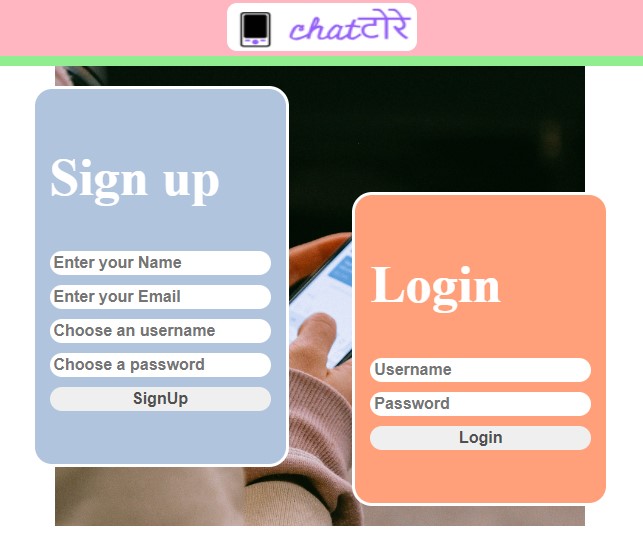 chatटोरे
Sign up
Enter your Name
Enter your Email
Choose an username
Choose a password
SignUp
Login
Username
Password
Login